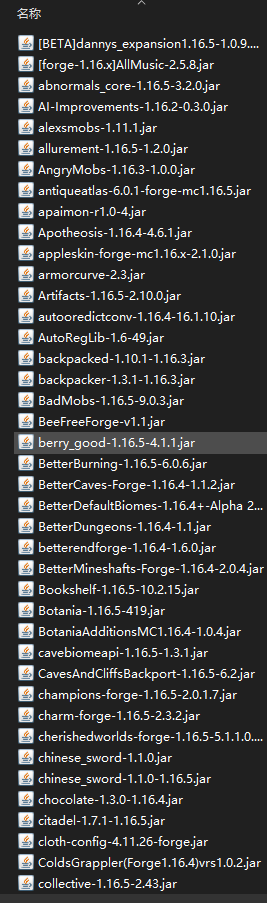 名称
[BETA]dannys_expansion1.16.5-1.0.9....
[forge-1.16.x]AllMusic-2.5.8.jar
abnormals_core-1.16.5-3.2.0.jar
AI-Improvements-1.16.2-0.3.0.jar
alexsmobs-1.11.1.jar
allurement-1.16.5-1.2.0.jar
AngryMobs-1.16.3-1.0.0.jar
antiqueatlas-6.0.1-forge-mc1.16.5.jar
apaimon-r1.0-4.jar
Apotheosis-1.16.4-4.6.1.jar
appleskin-forge-mc1.16.x-2.1.0.jar
armorcurve-2.3.jar
Artifacts-1.16.5-2.10.0.jar
autooredictconv-1.16.4-16.1.10.jar
AutoRegLib-1.6-49.jar
backpacked-1.10.1-1.16.3.jar
backpacker-1.3.1-1.16.3.jar
BadMobs-1.16.5-9.0.3.jar
BeeFreeForge-v1.1.jar
berry_good-1.16.5-4.1.1.jar
BetterBurning-1.16.5-6.0.6.jar
BetterCaves-Forge-1.16.4-1.1.2.jar
BetterDefaultBiomes-1.16.4+-Alpha 2...
BetterDungeons-1.16.4-1.1.jar
betterendforge-1.16.4-1.6.0.jar
BetterMineshafts-Forge-1.16.4-2.0.4.jar
Bookshelf-1.16.5-10.2.15.jar
Botania-1.16.5-419.jar
BotaniaAdditionsMC1.16.4-1.0.4.jar
cavebiomeapi-1.16.5-1.3.1.jar
CavesAndCliffsBackport-1.16.5-6.2.jar
champions-forge-1.16.5-2.0.1.7.jar
charm-forge-1.16.5-2.3.2.jar
cherishedworlds-forge-1.16.5-5.1.1.0....
chinese_sword-1.1.0.jar
chinese_sword-1.1.0-1.16.5.jar
chocolate-1.3.0-1.16.4.jar
citadel-1.7.1-1.16.5.jar
cloth-config-4.11.26-forge.jar
ColdsGrappler(Forge1.16.4)vrs1.0.2.jar
collective-1.16.5-2.43.jar